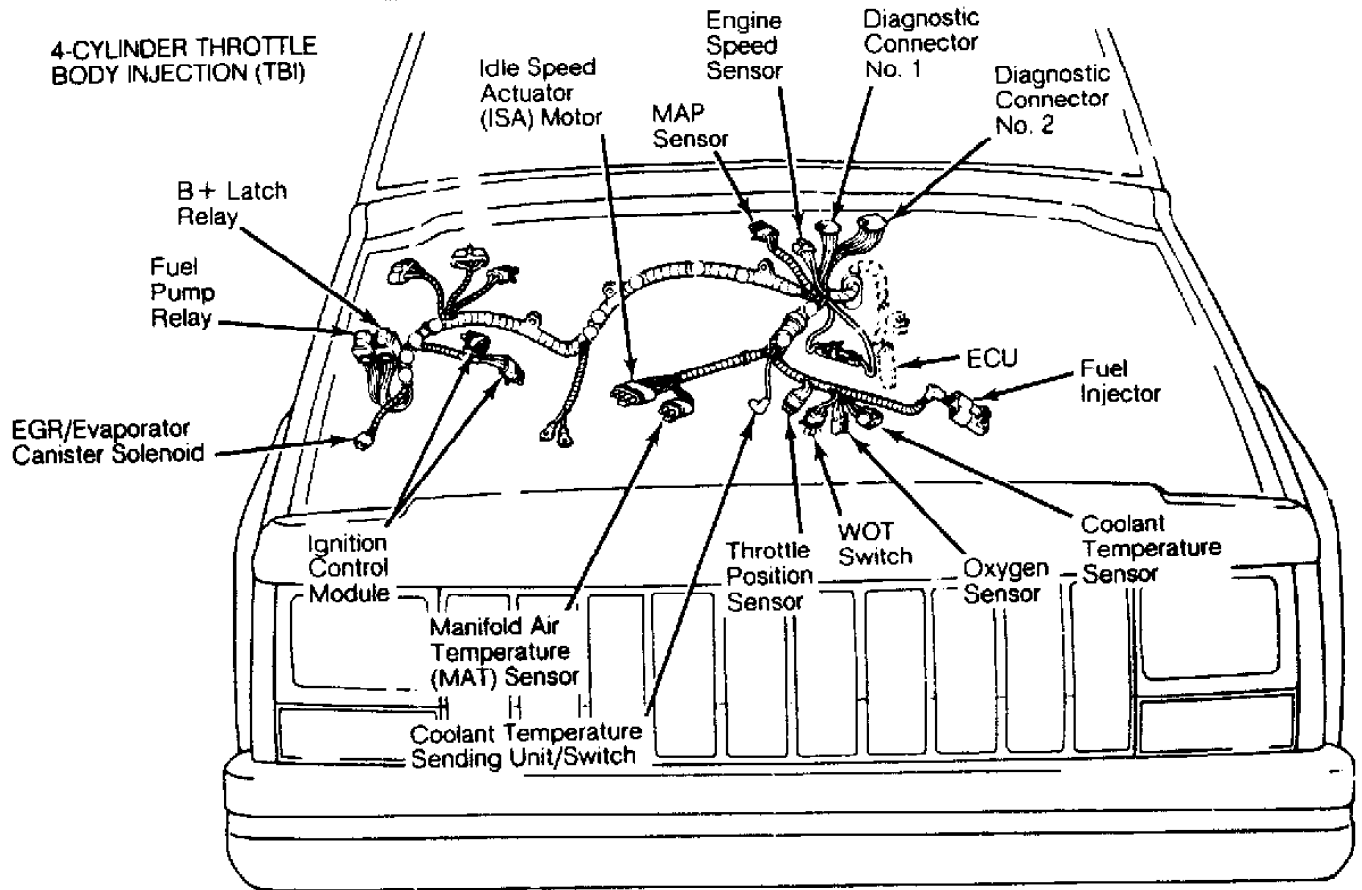 4-CYLINDER THROTTLE
BODY INJECTION (TBI)
Idle Speed
Actuator
(ISA) Motor
MAP
Sensor
Engine
Speed
Sensor
Diagnostic
Connector
No. 1
Diagnostic
Connector
No. 2
B+ Latch
Relay
Fuel
Pump
Relay
EGR/Evaporator
Canister Solenoid
ECU
Fuel
Injector
Ignition
Control
Module
Manifold Air
Temperature
(MAT) Sensor
Coolant Temperature
Sending Unit/Switch
Throttle
Position
Sensor
WOT
Switch
Oxygen
Sensor
Coolant
Temperature
Sensor